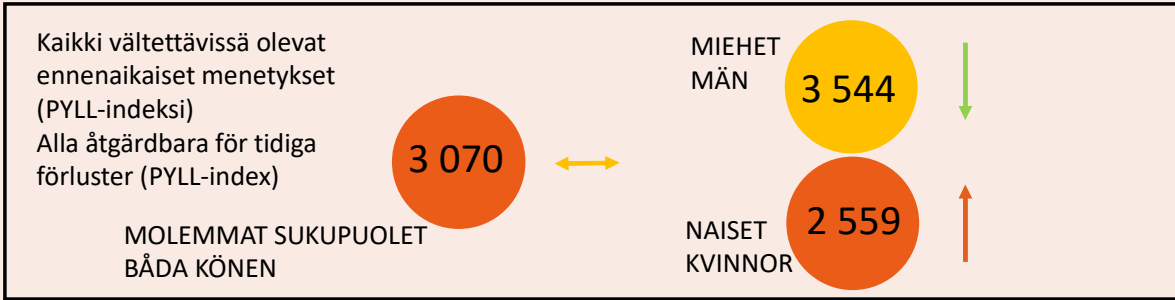 Kaikki vältettävissä olevat
ennenaikaiset menetykset
(PYLL-indeksi)
Alla åtgärdbara för tidiga
förluster (PYLL-index)
3 070
MOLEMMAT SUKUPUOLET
BÅDA KÖNEN
MIEHET
MÄN
3 544
NAISET
KVINNOR
2 559